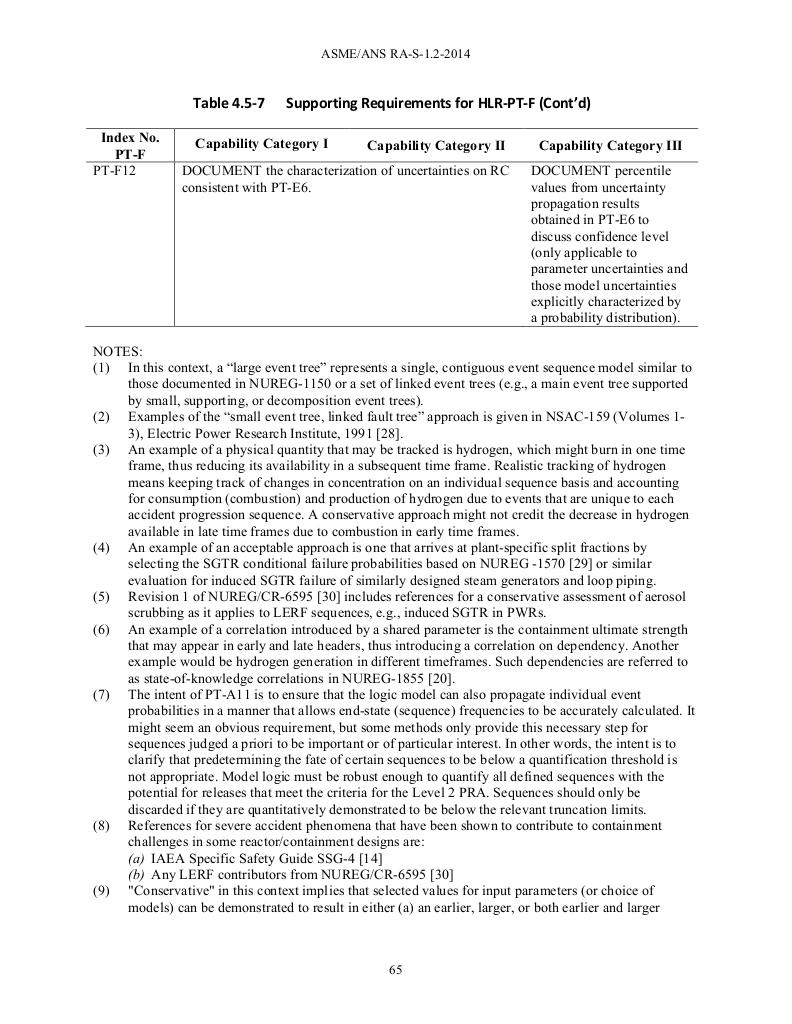 ASME/ANS RA-S-1.2-2014
Table 4.5-7 Supporting Requirements for HLR-PT-F (Cont'd)
Index No.
PT-F
Capability Category I
Capability Category II
Capability Category III
PT-F12
DOCUMENT the characterization of uncertainties on RC
consistent with PT-E6.
DOCUMENT percentile
values from uncertainty
propagation results
obtained in PT-E6 to
discuss confidence level
(only applicable to
parameter uncertainties and
those model uncertainties
explicitly characterized by
a probability distribution).
NOTES:
(1) In this context, a “large event tree” represents a single, contiguous event sequence model similar to
those documented in NUREG-1150 or a set of linked event trees (e.g., a main event tree supported
by small, supporting, or decomposition event trees).
(2) Examples of the “small event tree, linked fault tree” approach is given in NSAC-159 (Volumes 1-
3), Electric Power Research Institute, 1991 [28].
(3) An example of a physical quantity that may be tracked is hydrogen, which might burn in one time
frame, thus reducing its availability in a subsequent time frame. Realistic tracking of hydrogen
means keeping track of changes in concentration on an individual sequence basis and accounting
for consumption (combustion) and production of hydrogen due to events that are unique to each
accident progression sequence. A conservative approach might not credit the decrease in hydrogen
available in late time frames due to combustion in early time frames.
(4) An example of an acceptable approach is one that arrives at plant-specific split fractions by
selecting the SGTR conditional failure probabilities based on NUREG -1570 [29] or similar
evaluation for induced SGTR failure of similarly designed steam generators and loop piping.
(5) Revision 1 of NUREG/CR-6595 [30] includes references for a conservative assessment of aerosol
scrubbing as it applies to LERF sequences, e.g., induced SGTR in PWRs.
(6) An example of a correlation introduced by a shared parameter is the containment ultimate strength
that may appear in early and late headers, thus introducing a correlation on dependency. Another
example would be hydrogen generation in different timeframes. Such dependencies are referred to
as state-of-knowledge correlations in NUREG-1855 [20].
(7) The intent of PT-A11 is to ensure that the logic model can also propagate individual event
probabilities in a manner that allows end-state (sequence) frequencies to be accurately calculated. It
might seem an obvious requirement, but some methods only provide this necessary step for
sequences judged a priori to be important or of particular interest. In other words, the intent is to
clarify that predetermining the fate of certain sequences to be below a quantification threshold is
not appropriate. Model logic must be robust enough to quantify all defined sequences with the
potential for releases that meet the criteria for the Level 2 PRA. Sequences should only be
discarded if they are quantitatively demonstrated to be below the relevant truncation limits.
(8) References for severe accident phenomena that have been shown to contribute to containment
challenges in some reactor/containment designs are:
(a) IAEA Specific Safety Guide SSG-4 [14]
(b) Any LERF contributors from NUREG/CR-6595 [30]
(9) "Conservative" in this context implies that selected values for input parameters (or choice of
models) can be demonstrated to result in either (a) an earlier, larger, or both earlier and larger
65